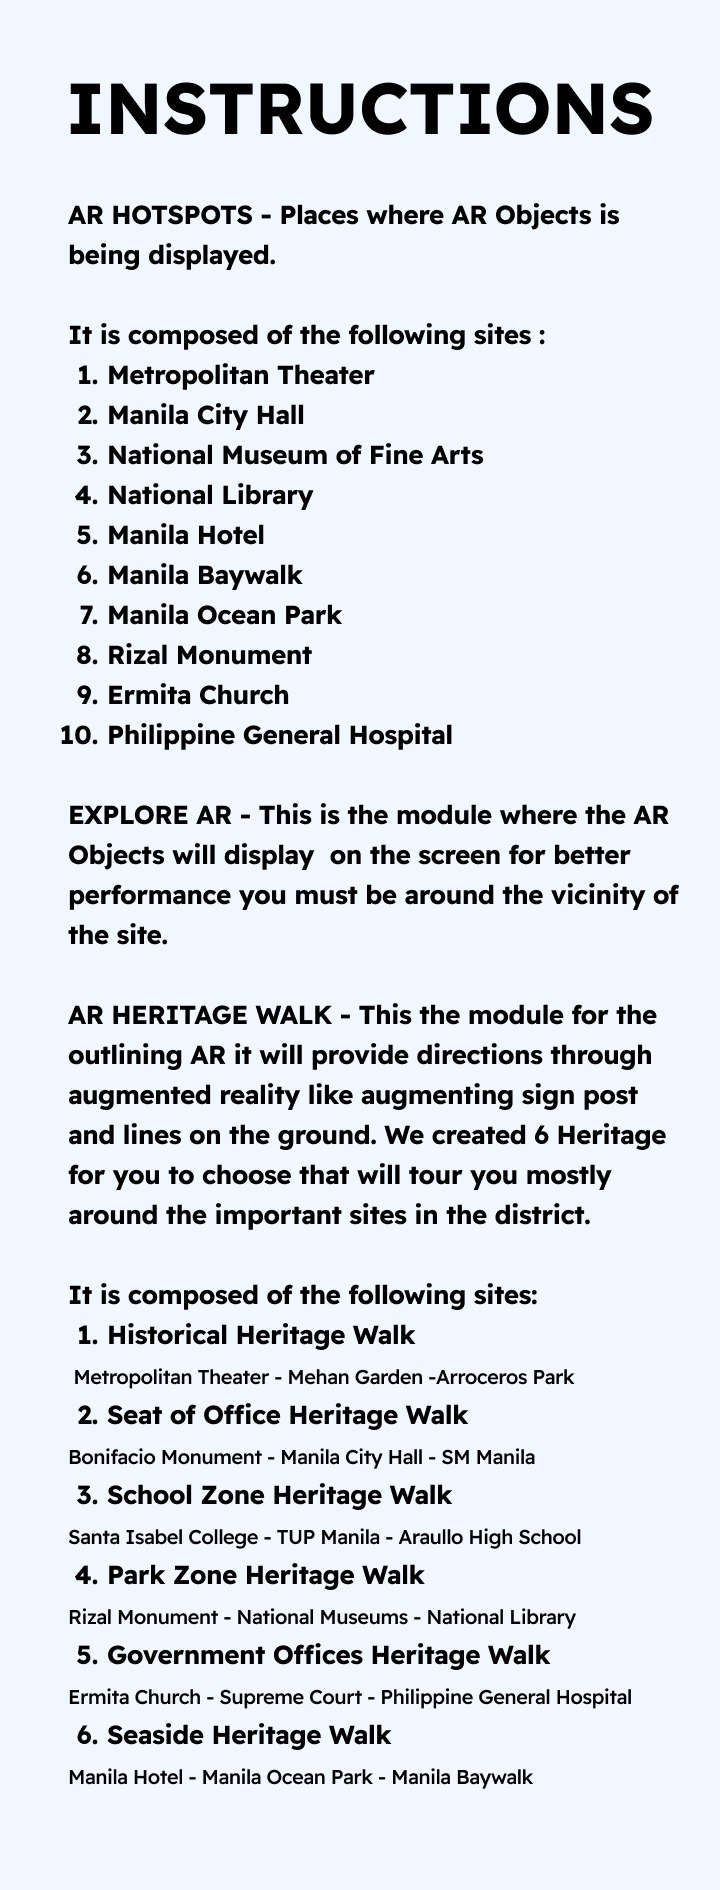 INSTRUCTIONS
AR HOTSPOTS - Places where AR Objects is
being displayed.
It is composed of the following sites :
1. Metropolitan Theater
2. Manila City Hall
3. National Museum of Fine Arts
4. National Library
5. Manila Hotel
6. Manila Baywalk
7. Manila Ocean Park
8. Rizal Monument
9. Ermita Church
10. Philippine General Hospital
EXPLORE AR - This is the module where the AR
Objects will display  on the screen for better
performance you must be around the vicinity of
the site.
AR HERITAGE WALK - This the module for the
outlining AR it will provide directions through
augmented reality like augmenting sign post
and lines on the ground. We created 6 Heritage
for you to choose that will tour you mostly
around the important sites in the district.
It is composed of the following sites:
1. Historical Heritage Walk
Metropolitan Theater - Mehan Garden -Arroceros Park
2. Seat of Office Heritage Walk
Bonifacio Monument - Manila City Hall - SM Manila
3. School Zone Heritage Walk
Santa Isabel College - TUP Manila - Araullo High School
4. Park Zone Heritage Walk
Rizal Monument - National Museums - National Library
5. Government Offices Heritage Walk
Ermita Church - Supreme Court - Philippine General Hospital
6. Seaside Heritage Walk
Manila Hotel - Manila Ocean Park - Manila Baywalk